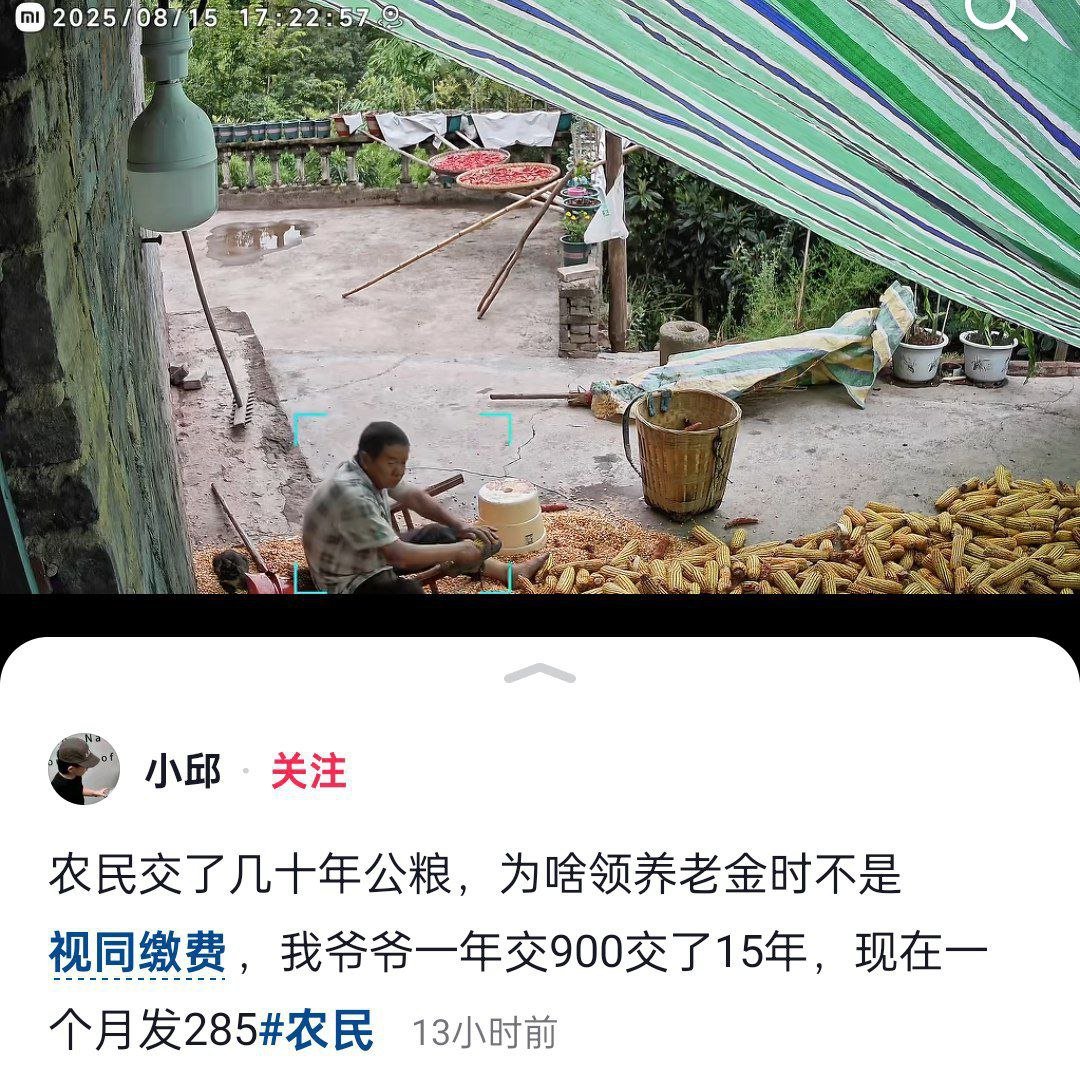 mi 2025/08/15 17:22:57
Na
of
小邱 · 关注
农民交了几十年公粮，为啥领养老金时不是
视同缴费，我爷爷一年交900交了15年，现在一
个月发285#农民 13小时前